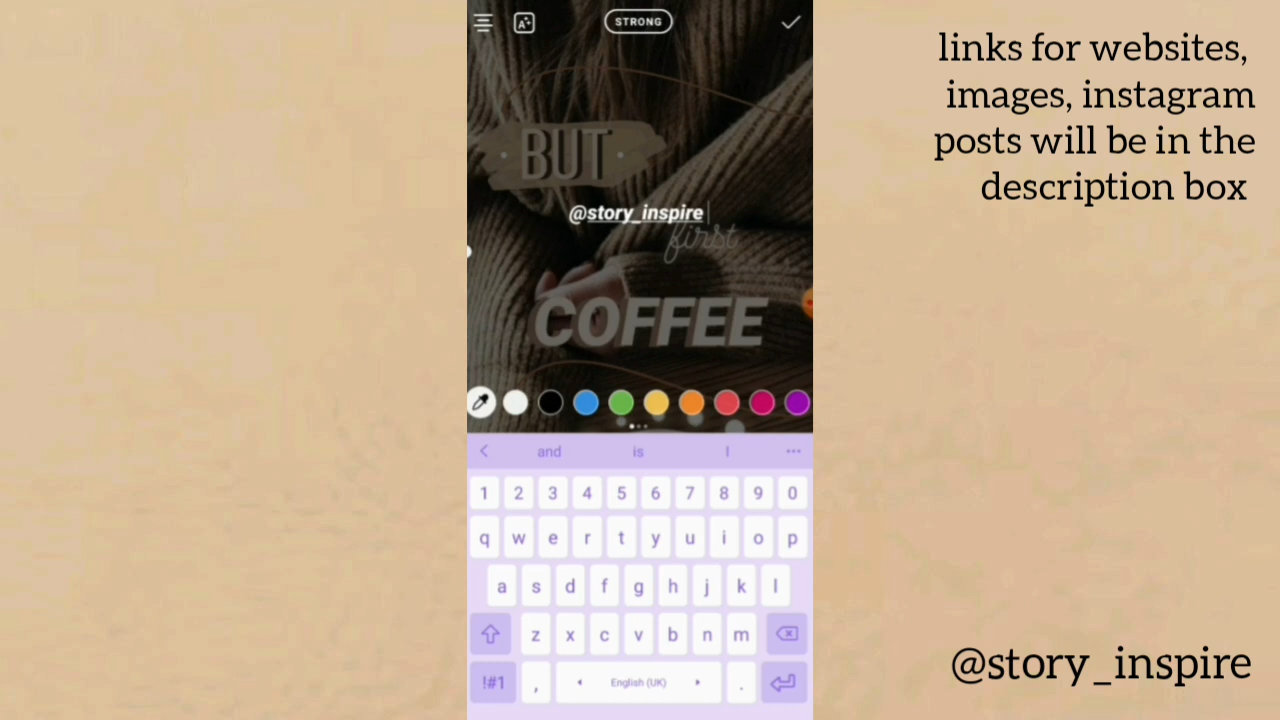 STRONG
BUT
@story_inspire
first
COFFEE
and is I
1 2 3 4 5 6 7 8 9 0
q w e r t y u i o p
a s d f g h j k l
z x c v b n m
!#1 , English (UK) .
links for websites,
images, instagram
posts will be in the
description box
@story_inspire